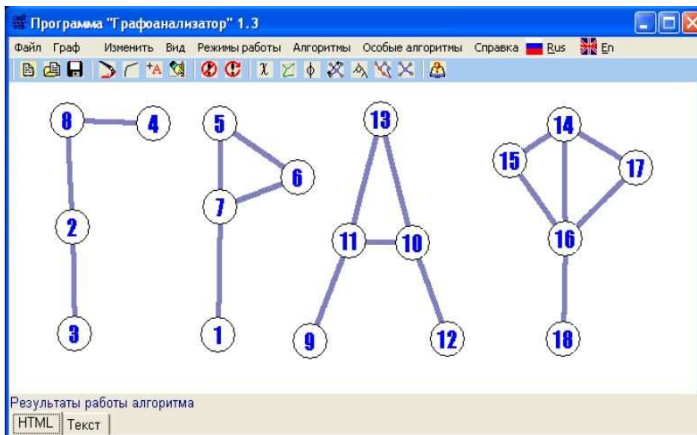 Программа "Графоанализатор" 1.3
Файл Граф Изменить Вид Режимы работы Алгоритмы Особые алгоритмы Справка Rus En
+A χ ϕ
8 4 5 13 14
15 6 17
2 7 11 10 16
3 1 9 12 18
Результаты работы алгоритма
HTML Текст